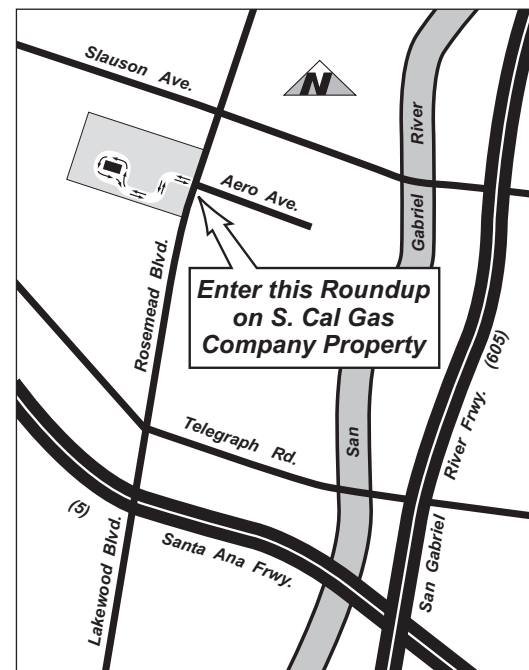 Slauson Ave.
N
River
Gabriel
Aero Ave.
Rosemead Blvd.
Enter this Roundup
on S. Cal Gas
Company Property
(605)
River Frwy.
San
Telegraph Rd.
(5)
Santa Ana Frwy.
San Gabriel
Lakewood Blvd.